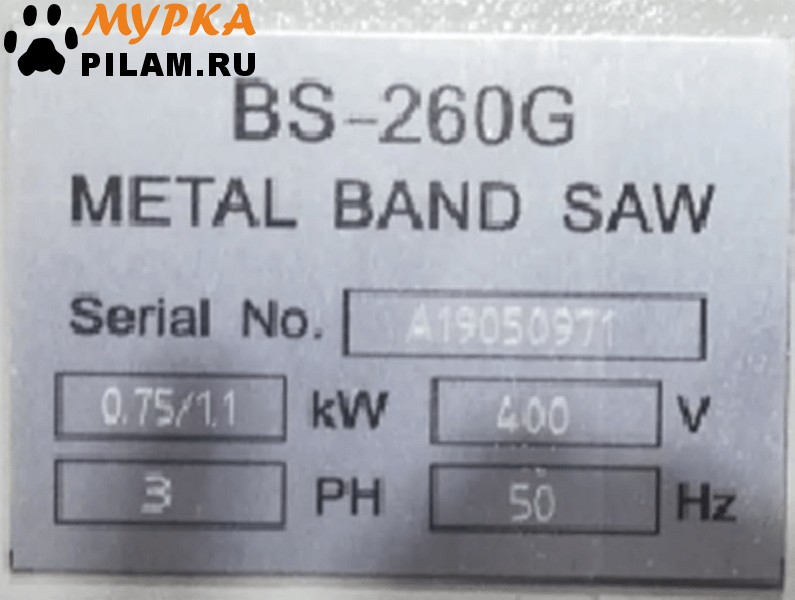 МУРКА
PILAM.RU
BS-260G
METAL BAND SAW
Serial No. A19050971
0.75/1.1 kW 400 V
3 PH 50 Hz